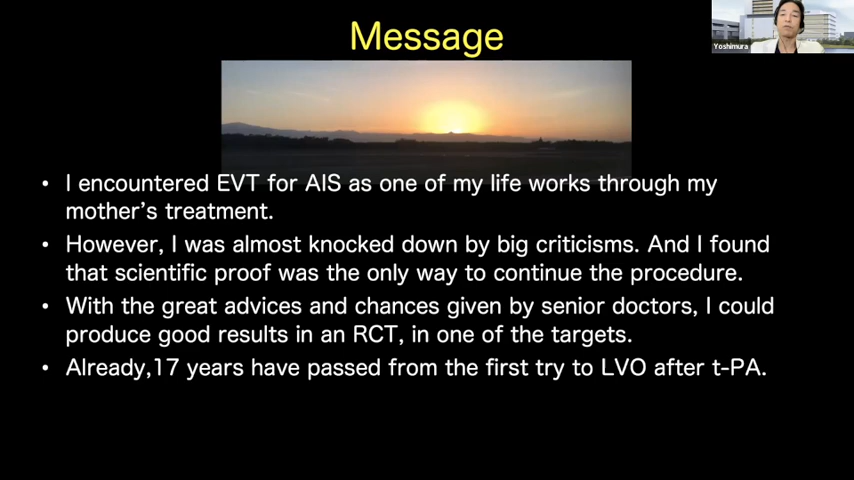 Message
Yoshimura
• I encountered EVT for AIS as one of my life works through my
mother's treatment.
• However, I was almost knocked down by big criticisms. And I found
that scientific proof was the only way to continue the procedure.
• With the great advices and chances given by senior doctors, I could
produce good results in an RCT, in one of the targets.
• Already,17 years have passed from the first try to LVO after t-PA.